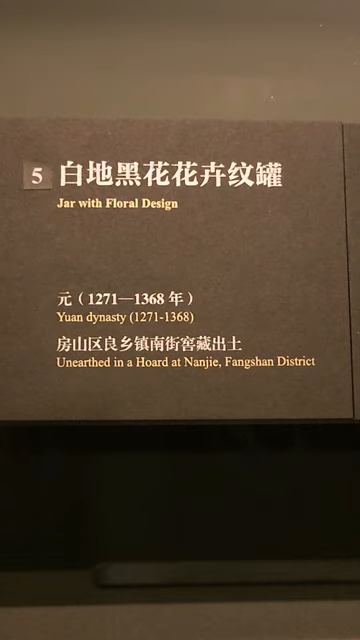 5 白地黑花花卉纹罐
Jar with Floral Design
元（1271—1368 年）
Yuan dynasty (1271-1368)
房山区良乡镇南街窖藏出土
Unearthed in a Hoard at Nanjie, Fangshan District